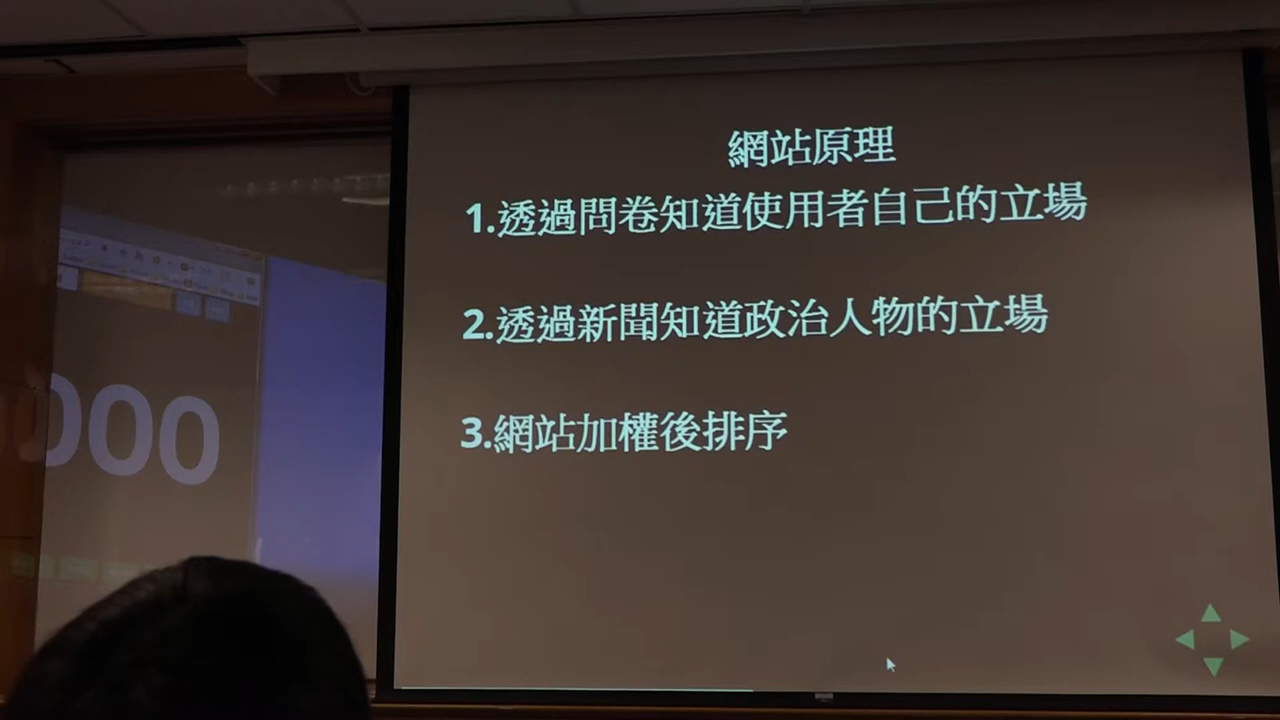 網站原理
1.透過問卷知道使用者自己的立場
2.透過新聞知道政治人物的立場
3.網站加權後排序
000